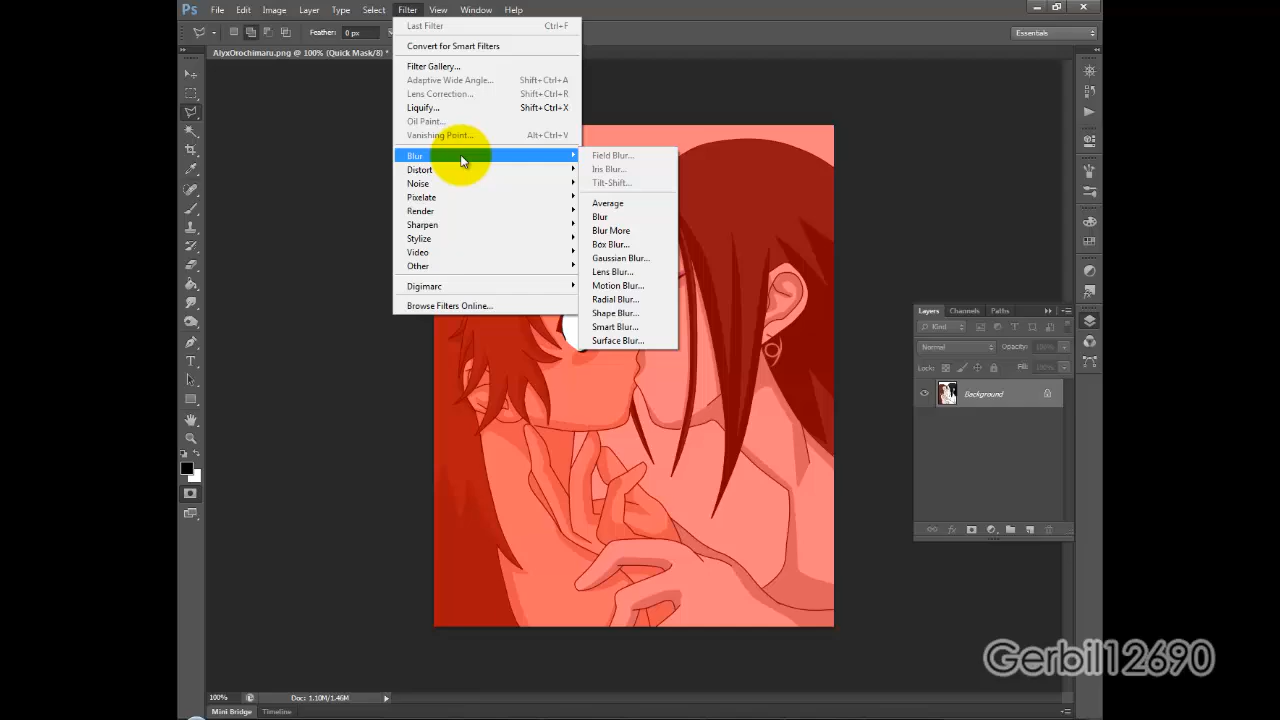 Ps File Edit Image Layer Type Select Filter View Window Help
Feather: 0 px
Essentials
AlyxOrochimaru.png @ 100% (Quick Mask/8) *
Last Filter Ctrl+F
Convert for Smart Filters
Filter Gallery...
Adaptive Wide Angle... Shift+Ctrl+A
Lens Correction... Shift+Ctrl+R
Liquify... Shift+Ctrl+X
Oil Paint...
Vanishing Point... Alt+Ctrl+V
Blur
Distort
Noise
Pixelate
Render
Sharpen
Stylize
Video
Other
Digimarc
Browse Filters Online...
Field Blur...
Iris Blur...
Tilt-Shift...
Average
Blur
Blur More
Box Blur...
Gaussian Blur...
Lens Blur...
Motion Blur...
Radial Blur...
Shape Blur...
Smart Blur...
Surface Blur...
Layers Channels Paths
Kind
Normal Opacity: 100%
Lock: Fill: 100%
Background
Gerbil12690
100% Doc: 1.10M/1.46M
Mini Bridge Timeline